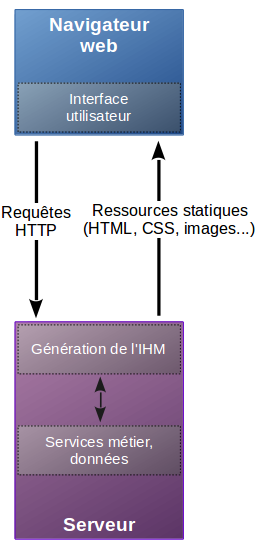 Navigateur
web
Interface
utilisateur
Requêtes
HTTP
Ressources statiques
(HTML, CSS, images...)
Génération de l'IHM
Services métier,
données
Serveur